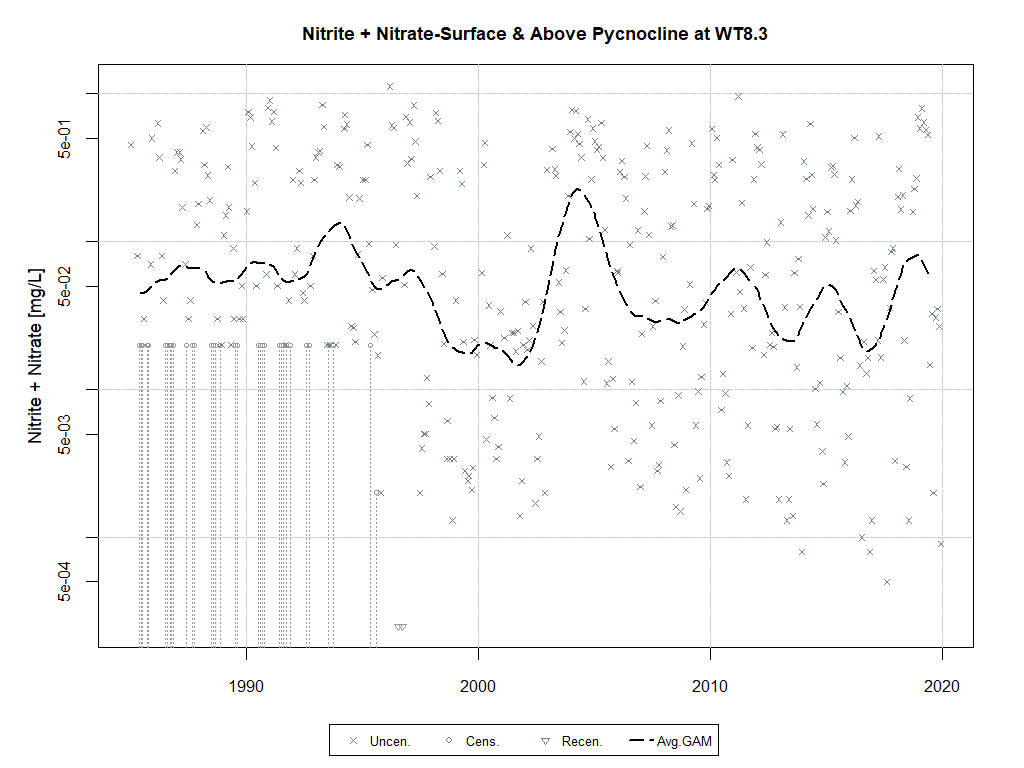 Nitrite + Nitrate-Surface & Above Pycnocline at WT8.3
Nitrite + Nitrate [mg/L]
5e-01
5e-02
5e-03
5e-04
1990
2000
2010
2020
Uncen.
Cens.
Recen.
Avg.GAM